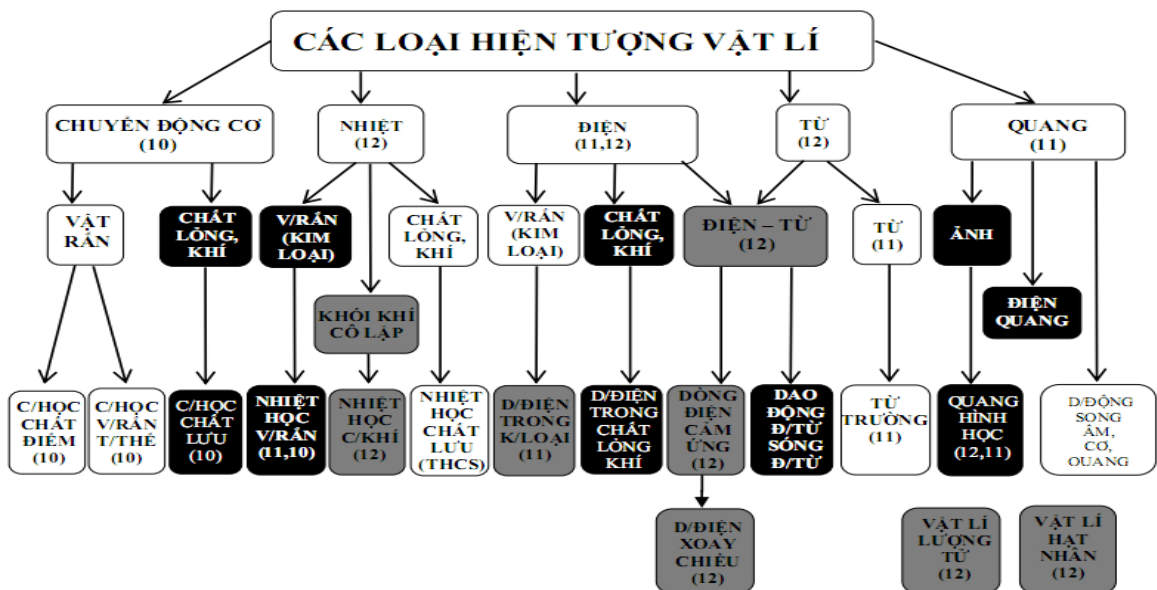 CÁC LOẠI HIỆN TƯỢNG VẬT LÍ
CHUYỂN ĐỘNG CƠ
(10)
NHIỆT
(12)
ĐIỆN
(11,12)
TỪ
(12)
QUANG
(11)
VẬT
RẮN
CHẤT
LỎNG,
KHÍ
V/RẮN
(KIM
LOẠI)
CHẤT
LỎNG,
KHÍ
V/RẮN
(KIM
LOẠI)
CHẤT
LỎNG,
KHÍ
ĐIỆN – TỪ
(12)
TỪ
(11)
ẢNH
KHỐI KHÍ
CÔ LẬP
ĐIỆN
QUANG
C/HỌC
CHẤT
ĐIỂM
(10)
C/HỌC
V/RẮN
T/THỂ
(10)
C/HỌC
CHẤT
LƯU
(10)
NHIỆT
HỌC
V/RẮN
(11,10)
NHIỆT
HỌC
C/KHÍ
(12)
NHIỆT
HỌC
CHẤT
LƯU
(THCS)
D/ĐIỆN
TRONG
K/LOẠI
(11)
D/ĐIỆN
TRONG
CHẤT
LỎNG
KHÍ
DÒNG
ĐIỆN
CẢM
ỨNG
(12)
DAO
ĐỘNG
Đ/TỪ
SÓNG
Đ/TỪ
TỪ
TRƯỜNG
(11)
QUANG
HÌNH
HỌC
(12,11)
D/ĐỘNG
SONG
ÂM,
CƠ,
QUANG
D/ĐIỆN
XOAY
CHIỀU
(12)
VẬT LÍ
LƯỢNG
TỬ
(12)
VẬT LÍ
HẠT
NHÂN
(12)